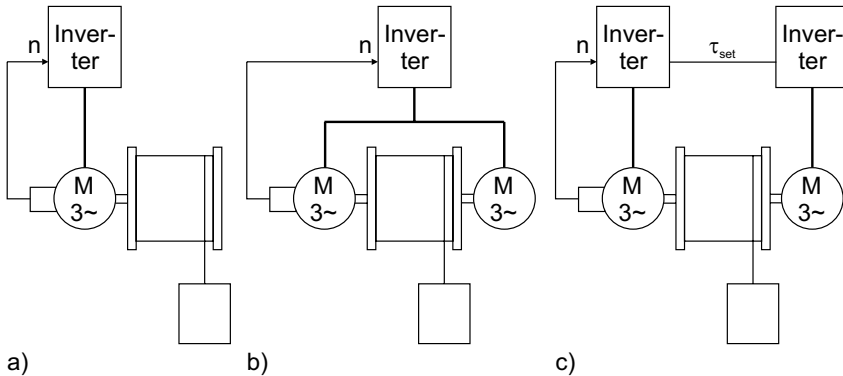 Inver-
ter
n
M
3~
a)
Inver-
ter
n
M
3~
M
3~
b)
Inver-
ter
n
τset
Inver-
ter
M
3~
M
3~
c)